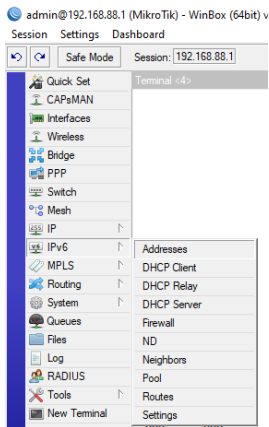 admin@192.168.88.1 (MikroTik) - WinBox (64bit) v
Session Settings Dashboard
Safe Mode Session: 192.168.88.1
Quick Set
Terminal <4>
CAPsMAN
Interfaces
Wireless
Bridge
PPP
Switch
Mesh
IP
IPv6
MPLS
Routing
System
Queues
Files
Log
RADIUS
Tools
New Terminal
Addresses
DHCP Client
DHCP Relay
DHCP Server
Firewall
ND
Neighbors
Pool
Routes
Settings